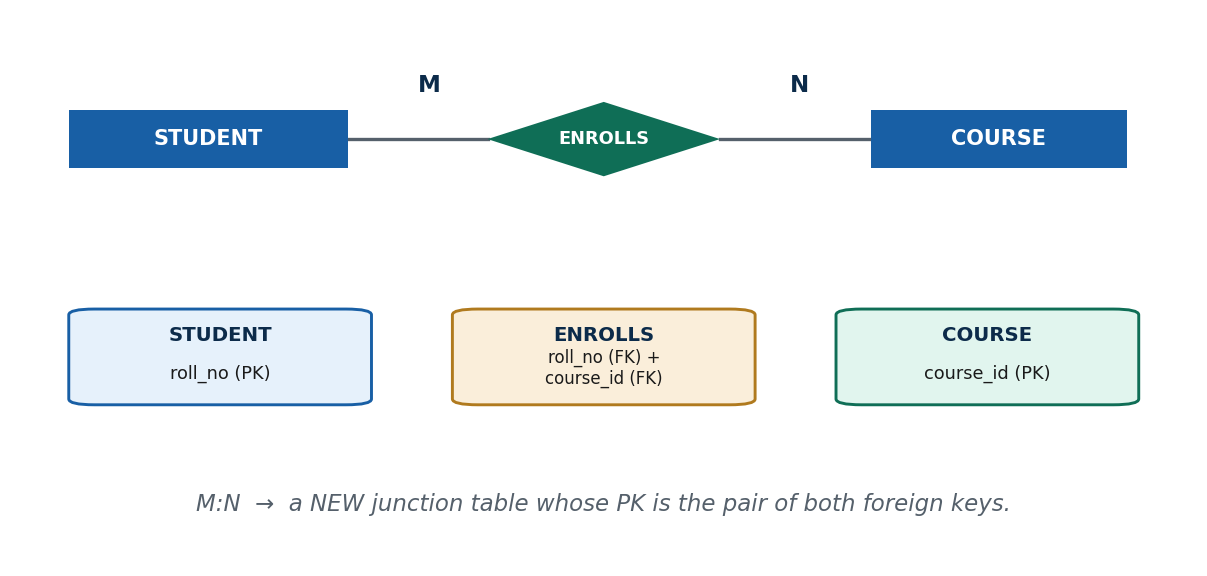 M
N
STUDENT
ENROLLS
COURSE
STUDENT
roll_no (PK)
ENROLLS
roll_no (FK) +
course_id (FK)
COURSE
course_id (PK)
M:N → a NEW junction table whose PK is the pair of both foreign keys.